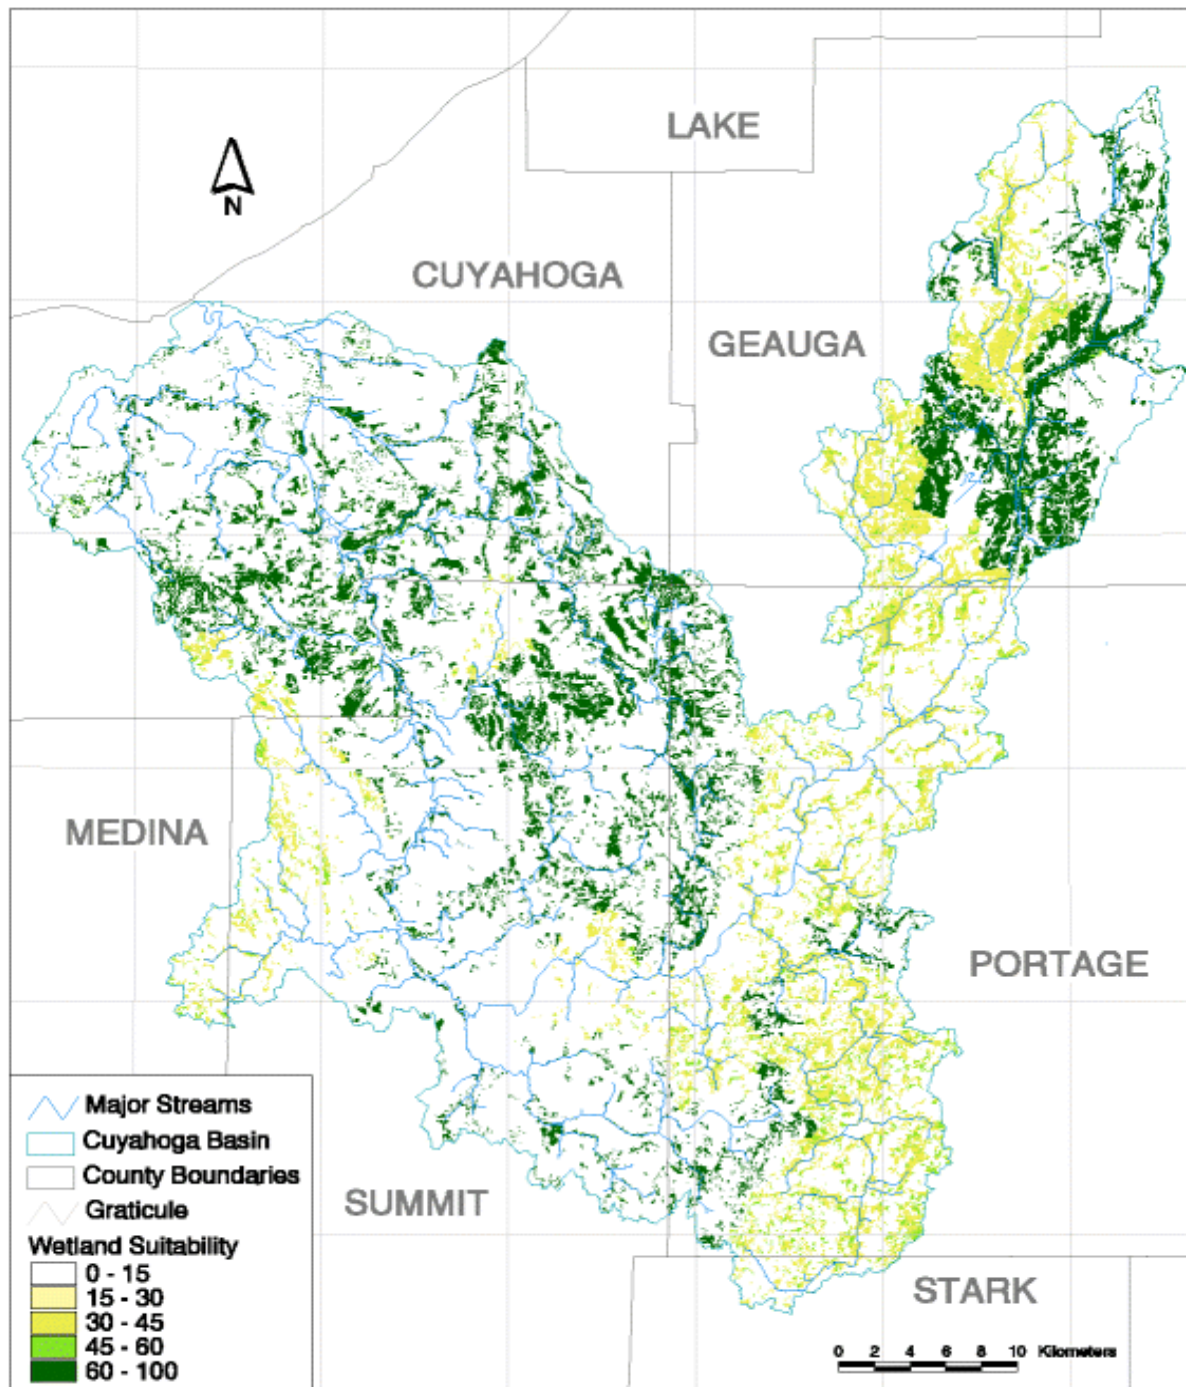 LAKE
N
CUYAHOGA
GEAUGA
MEDINA
PORTAGE
SUMMIT
STARK
Major Streams
Cuyahoga Basin
County Boundaries
Graticule
Wetland Suitability
0 - 15
15 - 30
30 - 45
45 - 60
60 - 100
0 2 4 6 8 10 Kilometers